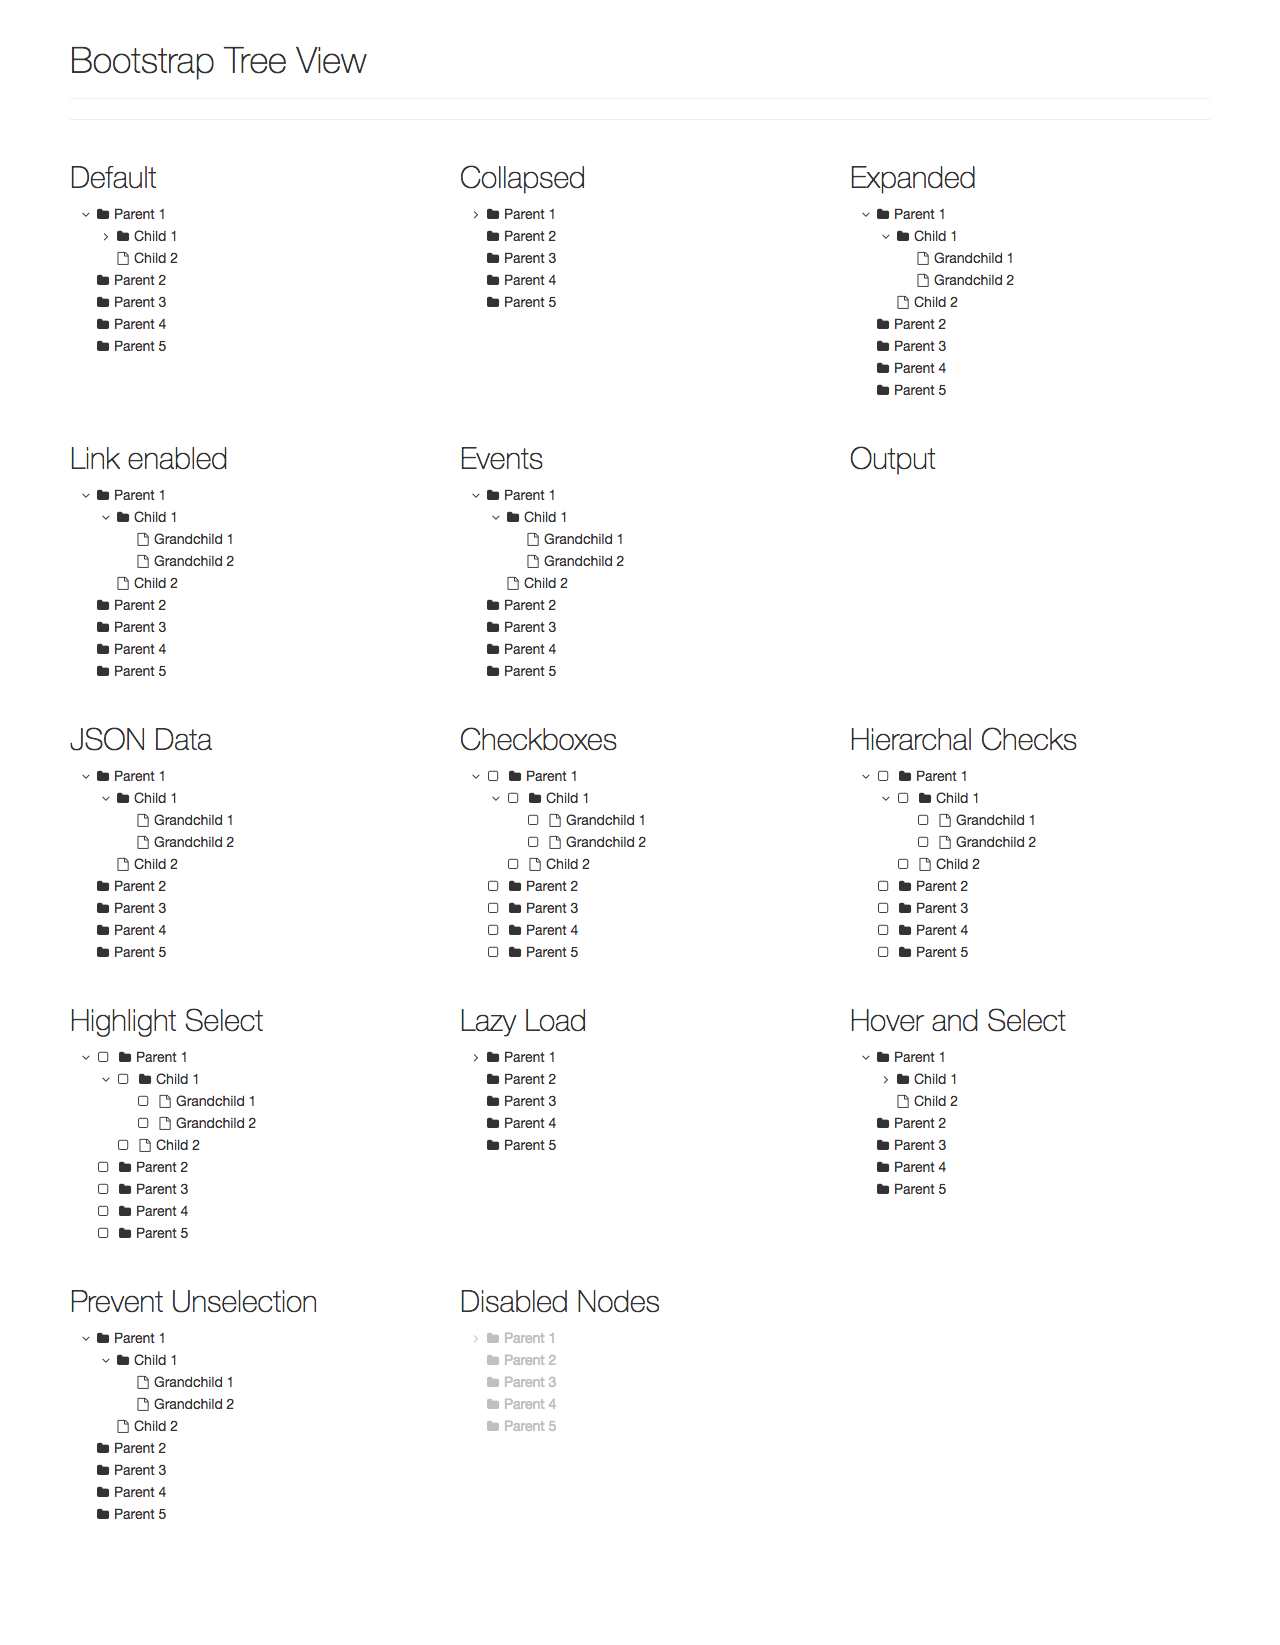 Bootstrap Tree View
Default
Parent 1
Child 1
Child 2
Parent 2
Parent 3
Parent 4
Parent 5
Collapsed
Parent 1
Parent 2
Parent 3
Parent 4
Parent 5
Expanded
Parent 1
Child 1
Grandchild 1
Grandchild 2
Child 2
Parent 2
Parent 3
Parent 4
Parent 5
Link enabled
Parent 1
Child 1
Grandchild 1
Grandchild 2
Child 2
Parent 2
Parent 3
Parent 4
Parent 5
Events
Parent 1
Child 1
Grandchild 1
Grandchild 2
Child 2
Parent 2
Parent 3
Parent 4
Parent 5
Output
JSON Data
Parent 1
Child 1
Grandchild 1
Grandchild 2
Child 2
Parent 2
Parent 3
Parent 4
Parent 5
Checkboxes
Parent 1
Child 1
Grandchild 1
Grandchild 2
Child 2
Parent 2
Parent 3
Parent 4
Parent 5
Hierarchal Checks
Parent 1
Child 1
Grandchild 1
Grandchild 2
Child 2
Parent 2
Parent 3
Parent 4
Parent 5
Highlight Select
Parent 1
Child 1
Grandchild 1
Grandchild 2
Child 2
Parent 2
Parent 3
Parent 4
Parent 5
Lazy Load
Parent 1
Parent 2
Parent 3
Parent 4
Parent 5
Hover and Select
Parent 1
Child 1
Child 2
Parent 2
Parent 3
Parent 4
Parent 5
Prevent Unselection
Parent 1
Child 1
Grandchild 1
Grandchild 2
Child 2
Parent 2
Parent 3
Parent 4
Parent 5
Disabled Nodes
Parent 1
Parent 2
Parent 3
Parent 4
Parent 5